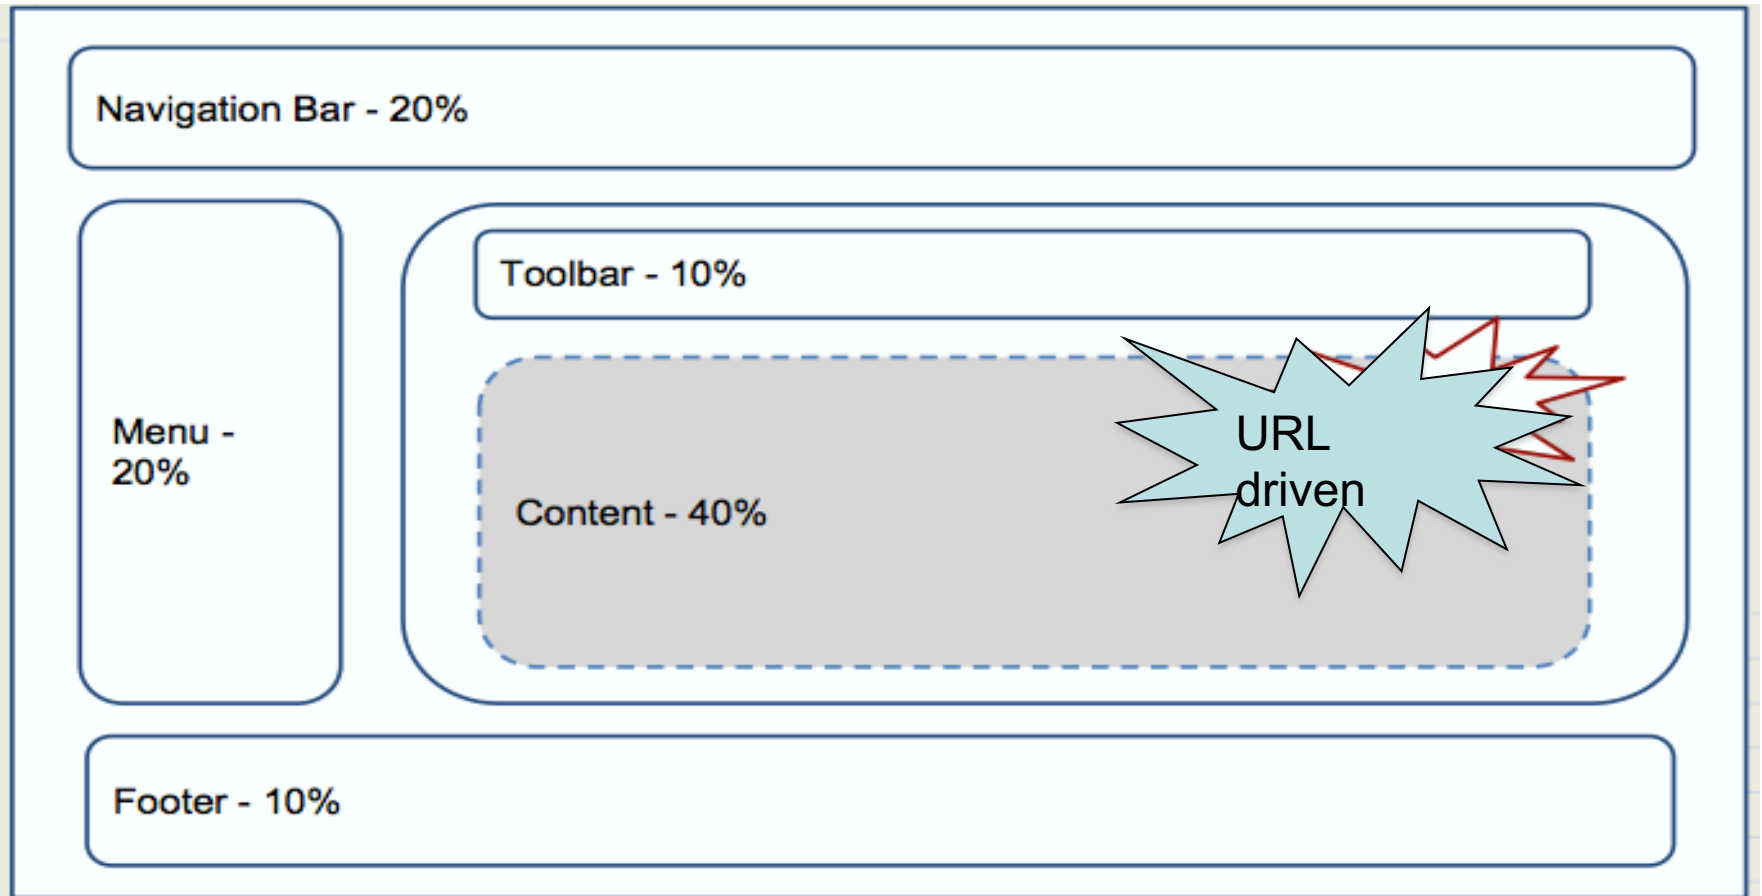 Navigation Bar - 20%
Toolbar - 10%
Menu -
20%
URL
driven
Content - 40%
Footer - 10%